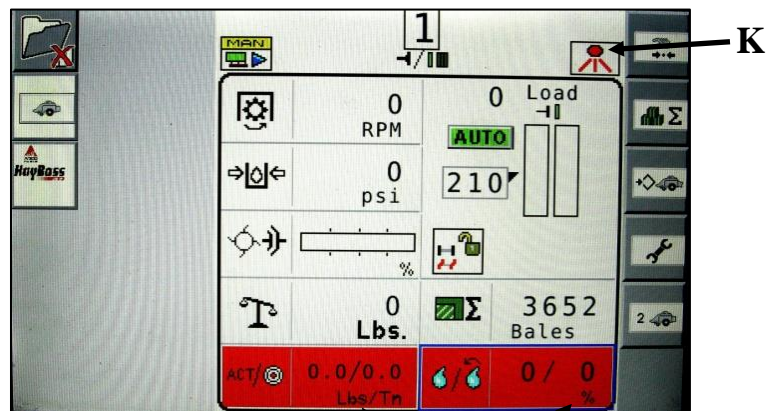 1
K
MAN
HayBoss
0
RPM
0 Load
AUTO
0
psi
210
%
0
Lbs.
Σ
3652
Bales
Σ
2
ACT/ 0.0/0.0
Lbs/Tn
0/ 0
%